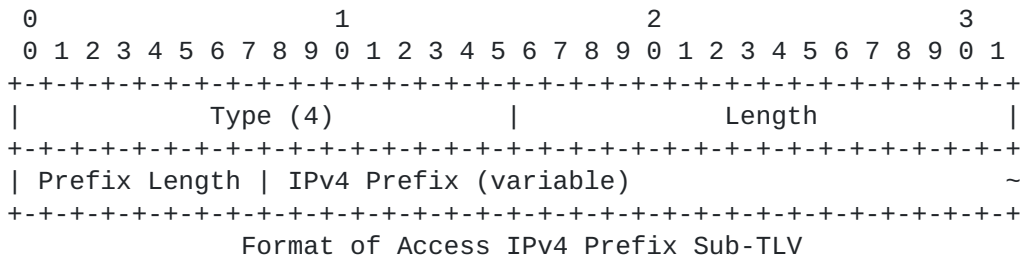 0                   1                   2                   3
 0 1 2 3 4 5 6 7 8 9 0 1 2 3 4 5 6 7 8 9 0 1 2 3 4 5 6 7 8 9 0 1
+-+-+-+-+-+-+-+-+-+-+-+-+-+-+-+-+-+-+-+-+-+-+-+-+-+-+-+-+-+-+-+-+
|            Type (4)           |             Length            |
+-+-+-+-+-+-+-+-+-+-+-+-+-+-+-+-+-+-+-+-+-+-+-+-+-+-+-+-+-+-+-+-+
| Prefix Length | IPv4 Prefix (variable)                        ~
+-+-+-+-+-+-+-+-+-+-+-+-+-+-+-+-+-+-+-+-+-+-+-+-+-+-+-+-+-+-+-+-+
               Format of Access IPv4 Prefix Sub-TLV